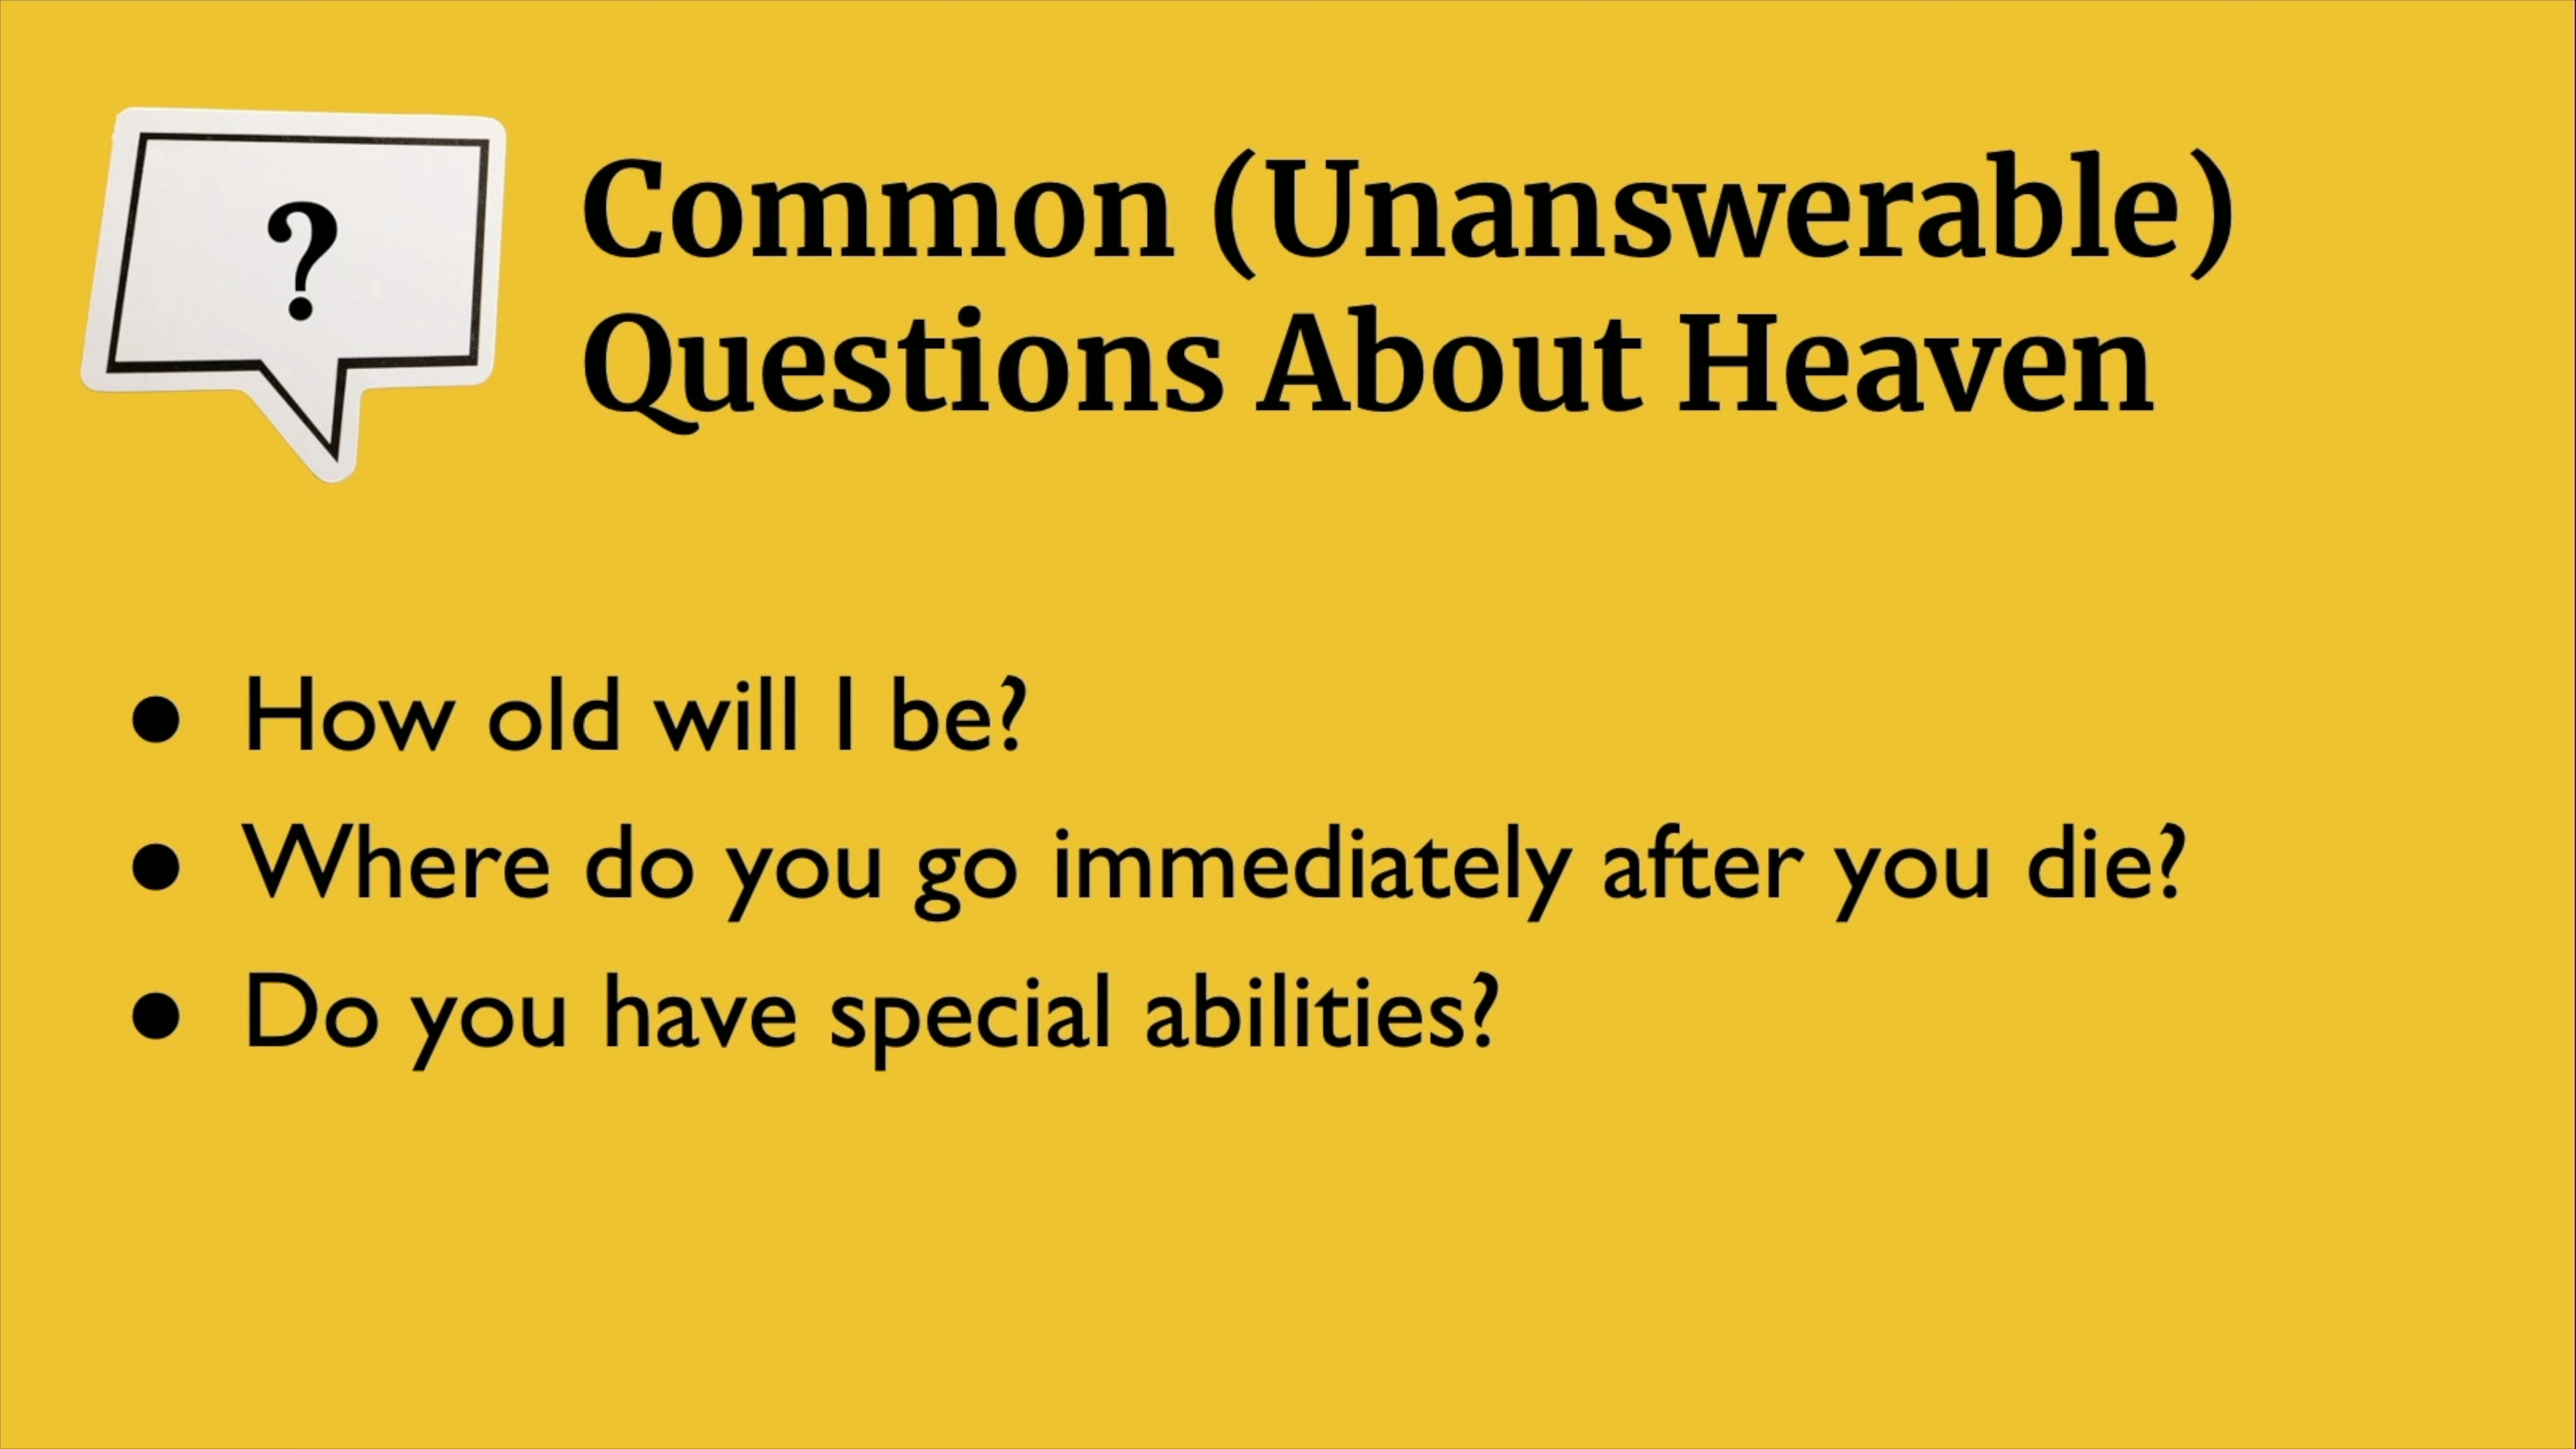 ?
Common (Unanswerable)
Questions About Heaven
● How old will I be?
● Where do you go immediately after you die?
● Do you have special abilities?